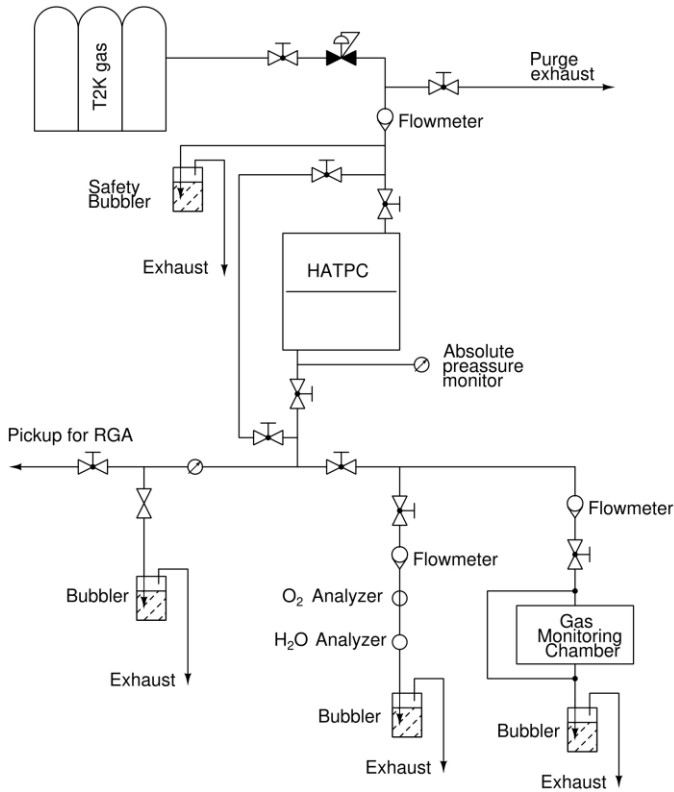 T2K gas
Purge
exhaust
Flowmeter
Safety
Bubbler
Exhaust
HATPC
Absolute
preassure
monitor
Pickup for RGA
Flowmeter
Flowmeter
Bubbler
O₂ Analyzer
H₂O Analyzer
Gas
Monitoring
Chamber
Exhaust
Bubbler
Bubbler
Exhaust
Exhaust